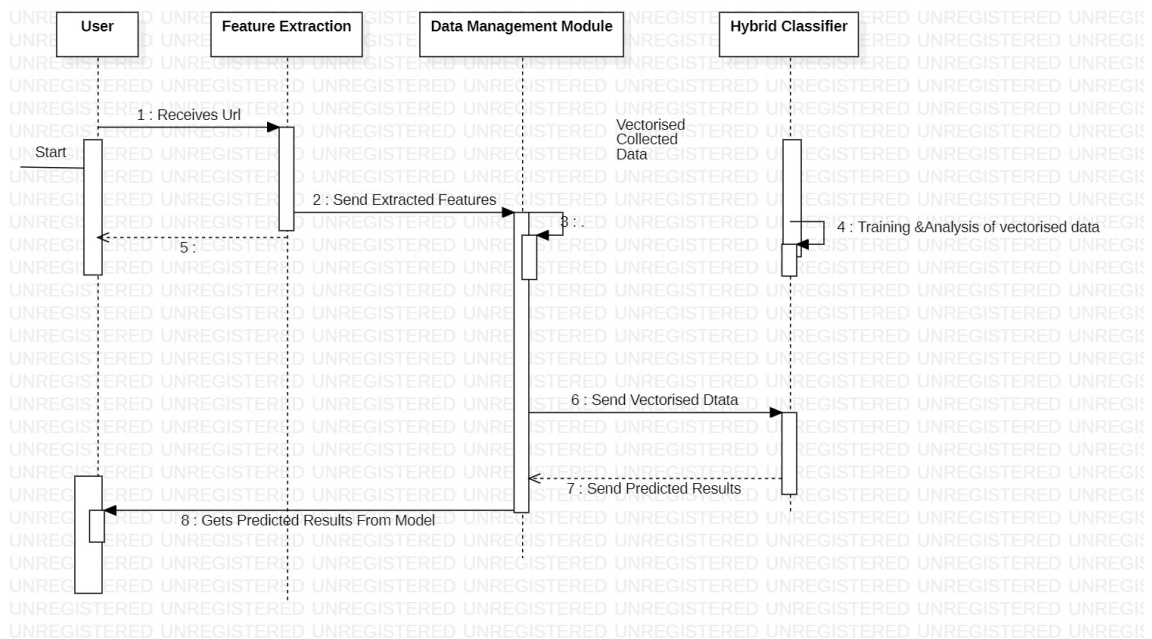 User
Feature Extraction
Data Management Module
Hybrid Classifier
1 : Receives Url
Vectorised
Collected
Data
Start
2 : Send Extracted Features
3 : .
4 : Training &Analysis of vectorised data
5 :
6 : Send Vectorised Dtata
7 : Send Predicted Results
8 : Gets Predicted Results From Model
UNREGISTERED